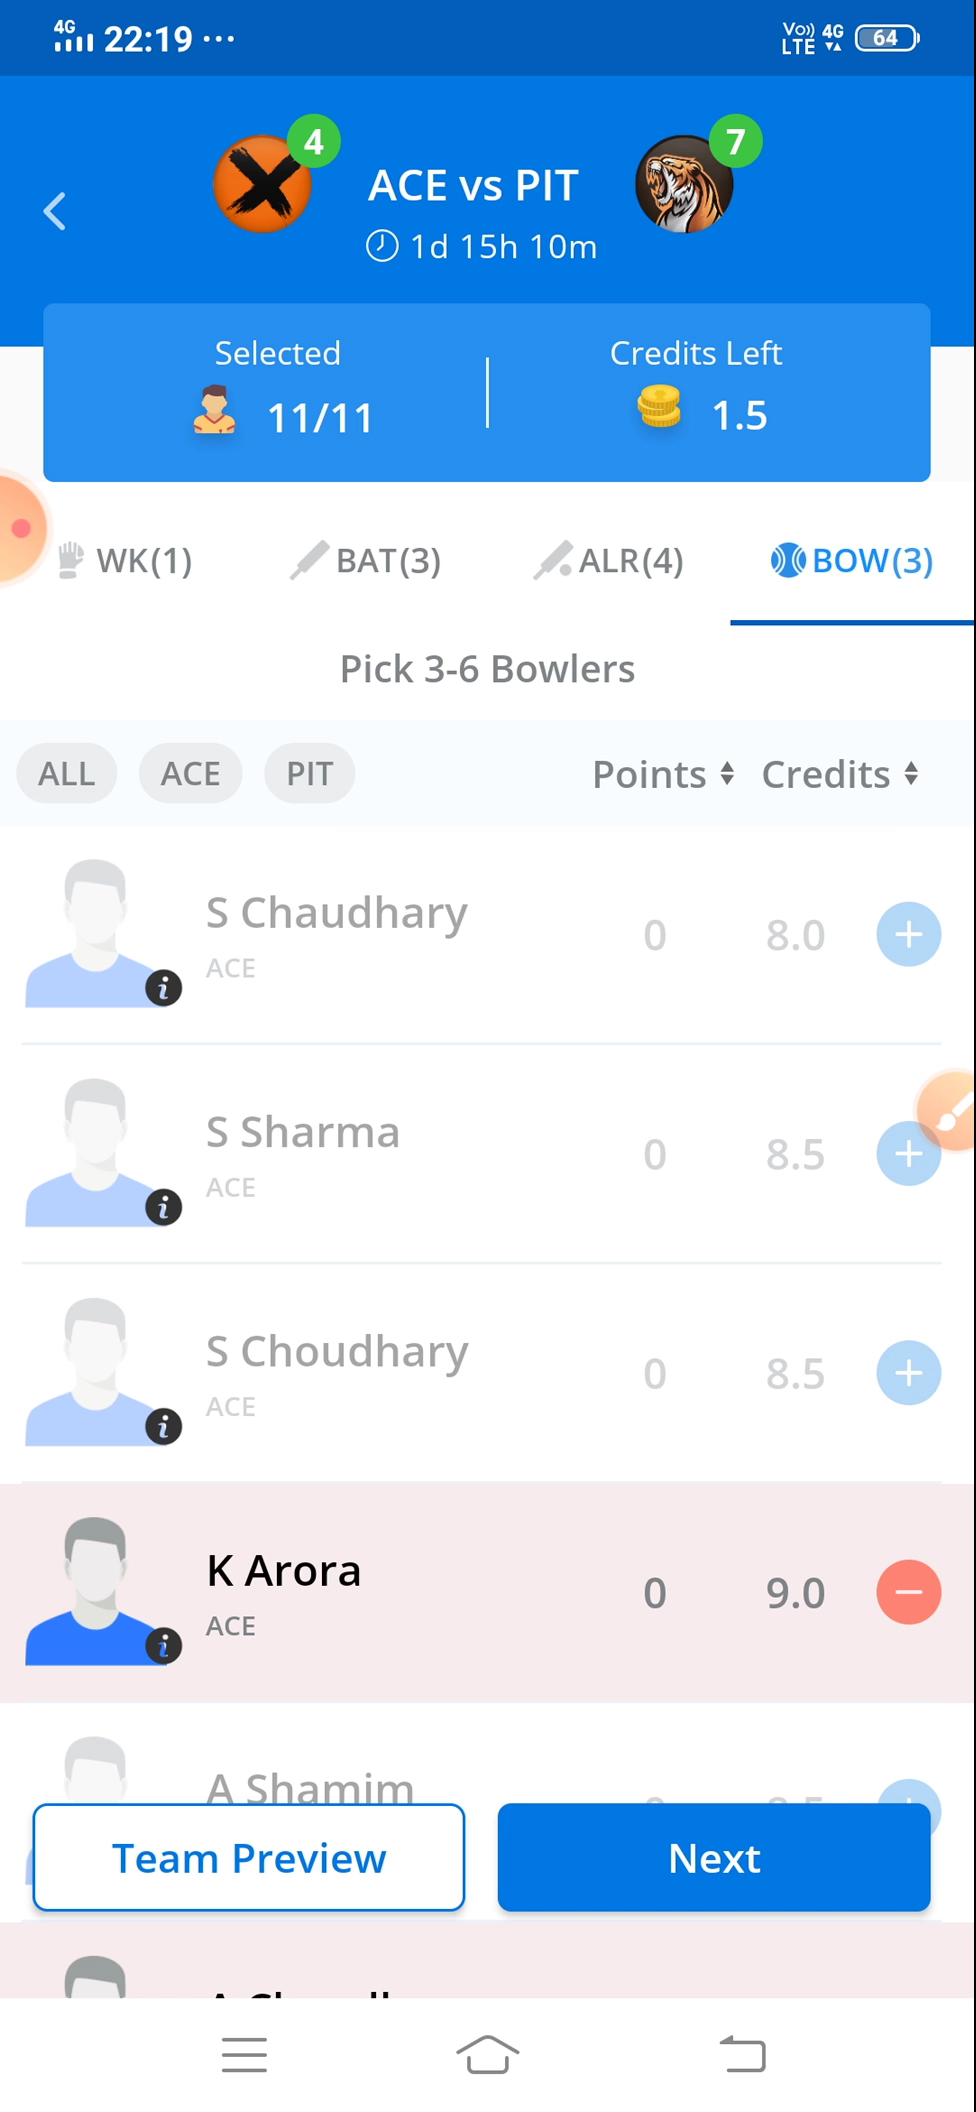 4G 22:19 ... Vo)) LTE 4G 64
4 7
ACE vs PIT
1d 15h 10m
Selected Credits Left
11/11 1.5
WK(1) BAT(3) ALR(4) BOW(3)
Pick 3-6 Bowlers
ALL ACE PIT Points Credits
S Chaudhary
0 8.0 +
ACE
i
S Sharma
0 8.5 +
ACE
i
S Choudhary
0 8.5 +
ACE
i
K Arora
0 9.0 −
ACE
i
A Shamim
Team Preview Next